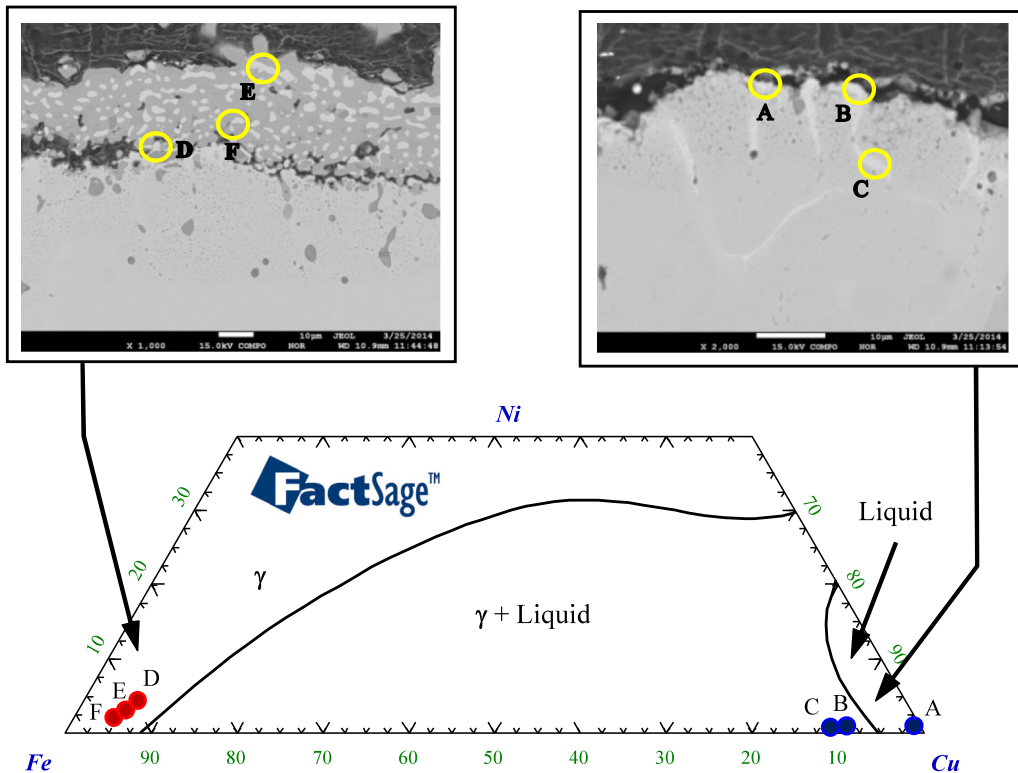 E
D
F
10µm JEOL 3/25/2014
X 1,000 15.0kV COMPO NOR WD 10.9mm 11:44:48
A
B
C
10µm JEOL 3/25/2014
X 2,000 15.0kV COMPO NOR WD 10.9mm 11:13:54
Ni
FactSage™
30
70
Liquid
γ
20
80
γ + Liquid
10
90
D
E
F
C
B
A
Fe
90
80
70
60
50
40
30
20
10
Cu